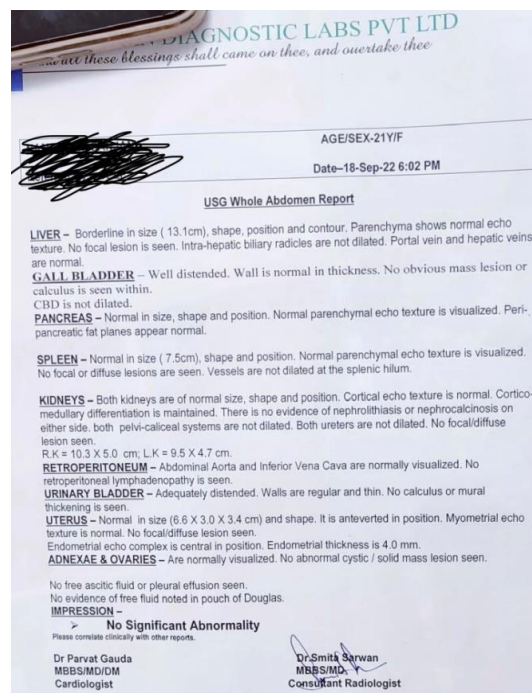 DIAGNOSTIC LABS PVT LTD
all these blessings shall came on thee, and ouertake thee
AGE/SEX-21Y/F
Date–18-Sep-22 6:02 PM
USG Whole Abdomen Report
LIVER – Borderline in size ( 13.1cm), shape, position and contour. Parenchyma shows normal echo
texture. No focal lesion is seen. Intra-hepatic biliary radicles are not dilated. Portal vein and hepatic veins
are normal.
GALL BLADDER – Well distended. Wall is normal in thickness. No obvious mass lesion or
calculus is seen within.
CBD is not dilated.
PANCREAS – Normal in size, shape and position. Normal parenchymal echo texture is visualized. Peri-
pancreatic fat planes appear normal.
SPLEEN – Normal in size ( 7.5cm), shape and position. Normal parenchymal echo texture is visualized.
No focal or diffuse lesions are seen. Vessels are not dilated at the splenic hilum.
KIDNEYS – Both kidneys are of normal size, shape and position. Cortical echo texture is normal. Cortico-
medullary differentiation is maintained. There is no evidence of nephrolithiasis or nephrocalcinosis on
either side. both pelvi-caliceal systems are not dilated. Both ureters are not dilated. No focal/diffuse
lesion seen.
R.K = 10.3 X 5.0 cm; L.K = 9.5 X 4.7 cm.
RETROPERITONEUM – Abdominal Aorta and Inferior Vena Cava are normally visualized. No
retroperitoneal lymphadenopathy is seen.
URINARY BLADDER – Adequately distended. Walls are regular and thin. No calculus or mural
thickening is seen.
UTERUS – Normal in size (6.6 X 3.0 X 3.4 cm) and shape. It is anteverted in position. Myometrial echo
texture is normal. No focal/diffuse lesion seen.
Endometrial echo complex is central in position. Endometrial thickness is 4.0 mm.
ADNEXAE & OVARIES – Are normally visualized. No abnormal cystic / solid mass lesion seen.
No free ascitic fluid or pleural effusion seen.
No evidence of free fluid noted in pouch of Douglas.
IMPRESSION –
➢ No Significant Abnormality
Please correlate clinically with other reports.
Dr Parvat Gauda
MBBS/MD/DM
Cardiologist
Dr.Smita Sarwan
MBBS/MD
Consultant Radiologist